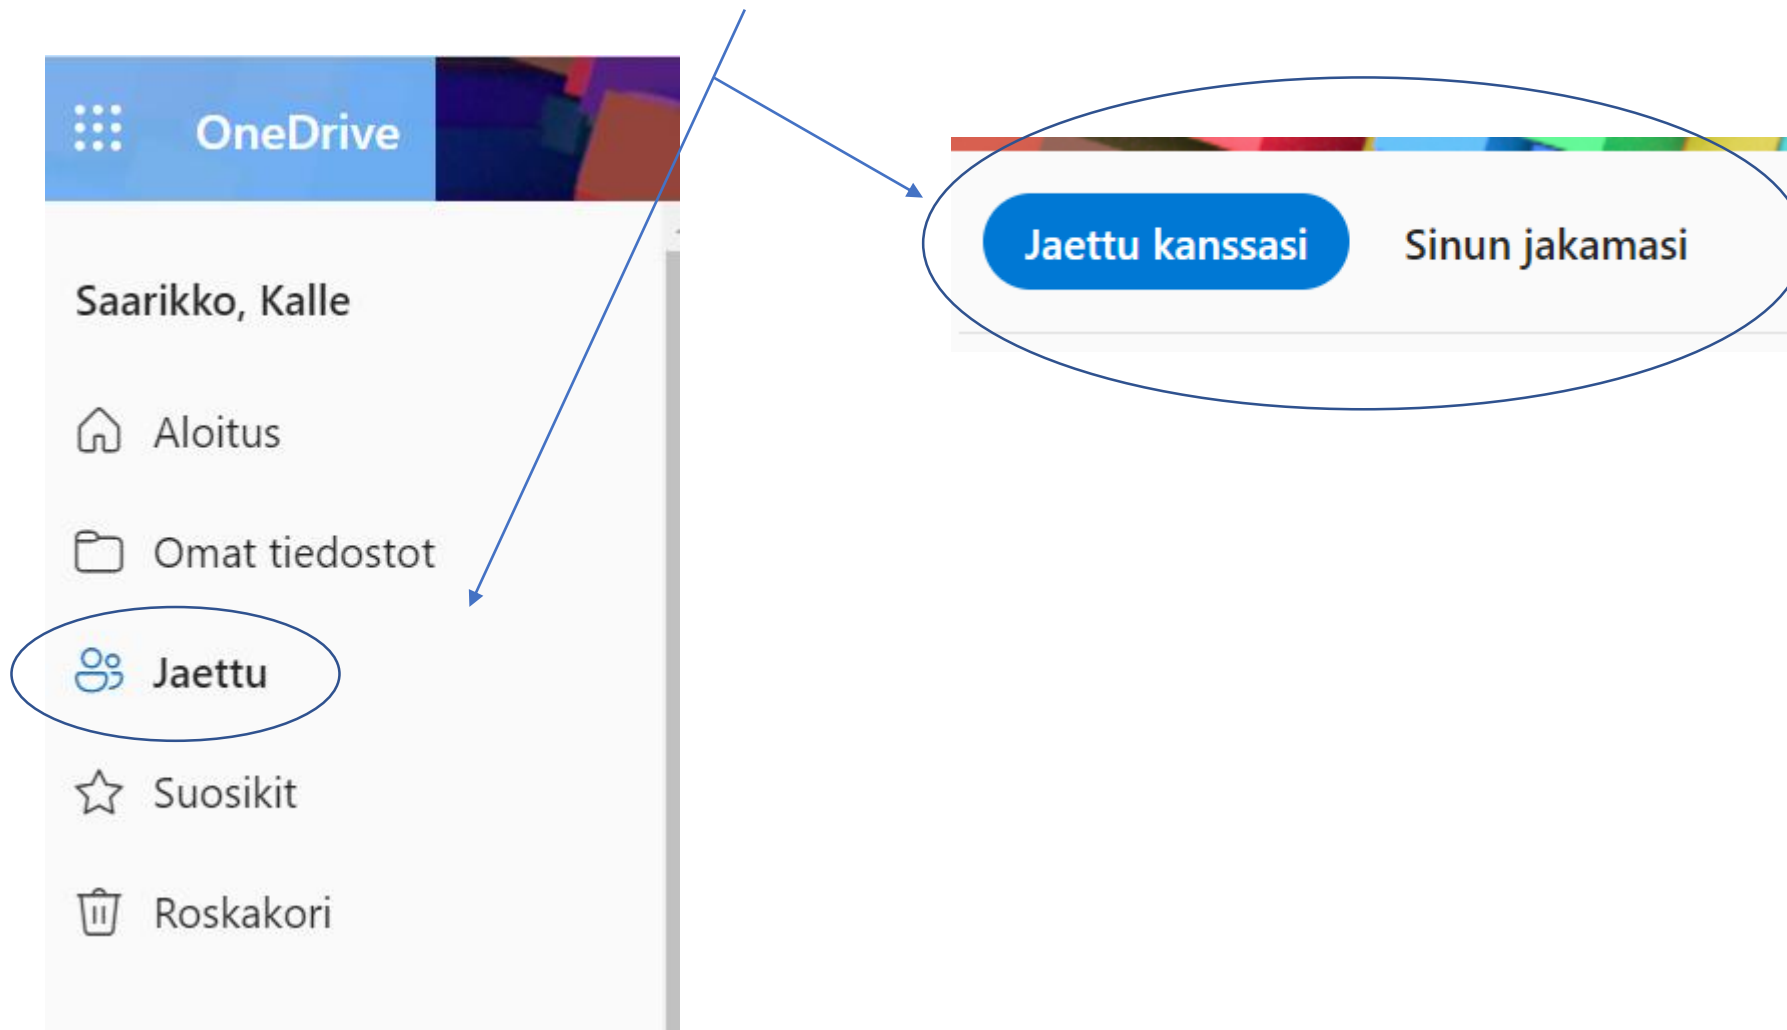 OneDrive
Saarikko, Kalle
Aloitus
Omat tiedostot
Jaettu
Suosikit
Roskakori
Jaettu kanssasi
Sinun jakamasi